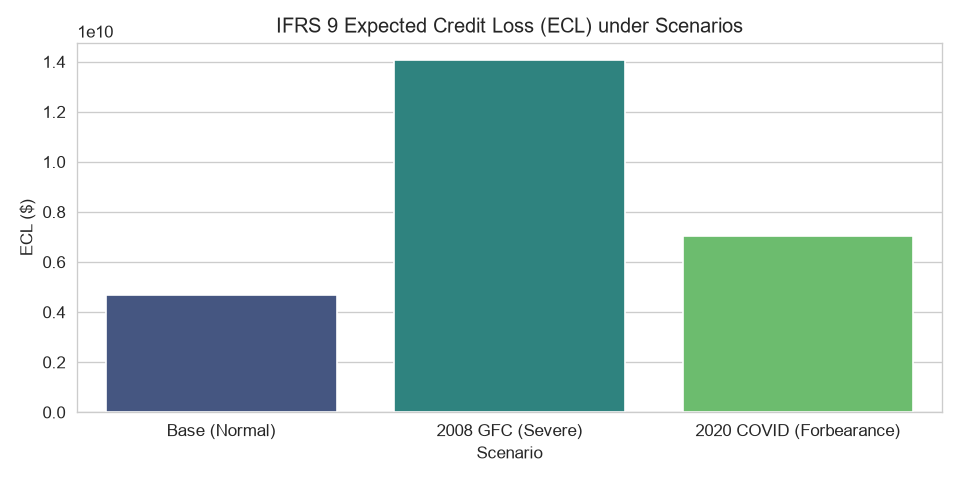 IFRS 9 Expected Credit Loss (ECL) under Scenarios
1e10
1.4
1.2
1.0
0.8
0.6
0.4
0.2
0.0
ECL ($)
Base (Normal)
2008 GFC (Severe)
2020 COVID (Forbearance)
Scenario